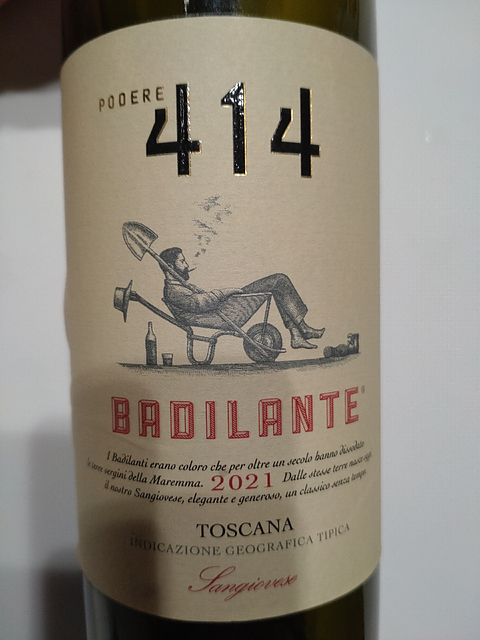 PODERE
414
BADILANTE®
I Badilanti erano coloro che per oltre un secolo hanno dissodato
le terre vergini della Maremma. 2021 Dalle stesse terre nasce oggi
il nostro Sangiovese, elegante e generoso, un classico senza tempo.
TOSCANA
INDICAZIONE GEOGRAFICA TIPICA
Sangiovese